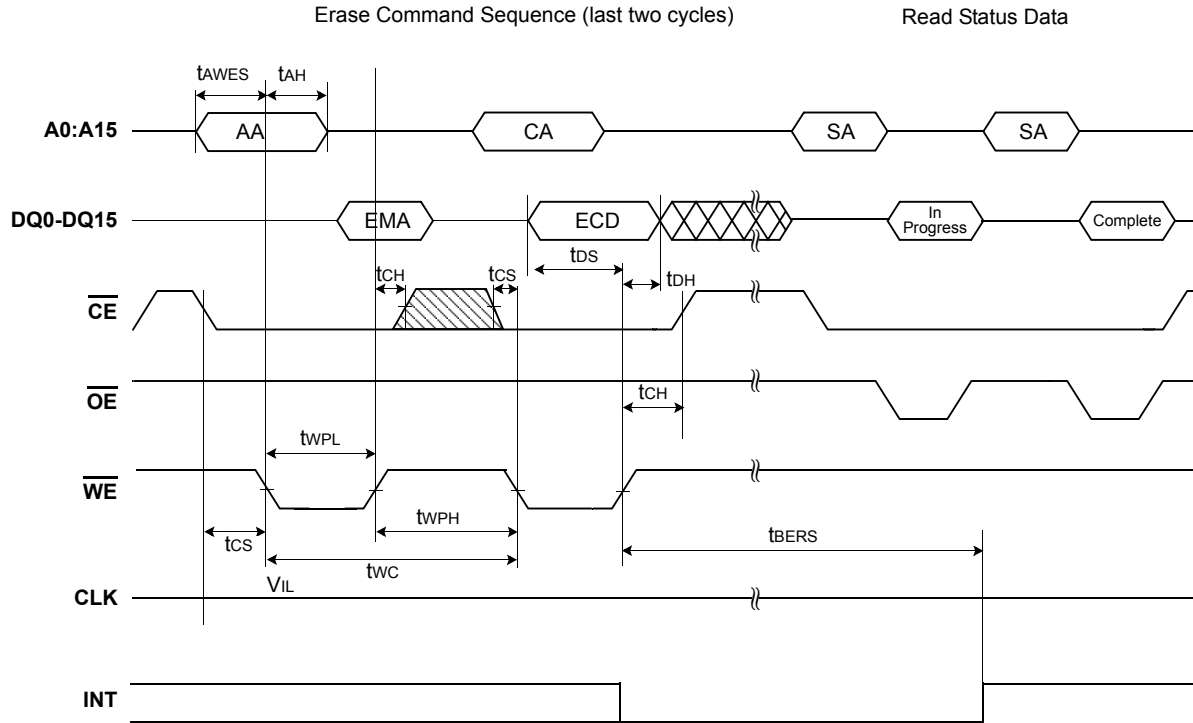 Erase Command Sequence (last two cycles) Read Status Data
tAWES tAH
A0:A15 AA CA SA SA
DQ0-DQ15 EMA ECD In Progress Complete
tCH tCS tDS tDH
CE
OE tCH
tWPL
WE
tWPH
tCS tWC tBERS
VIL
CLK
INT